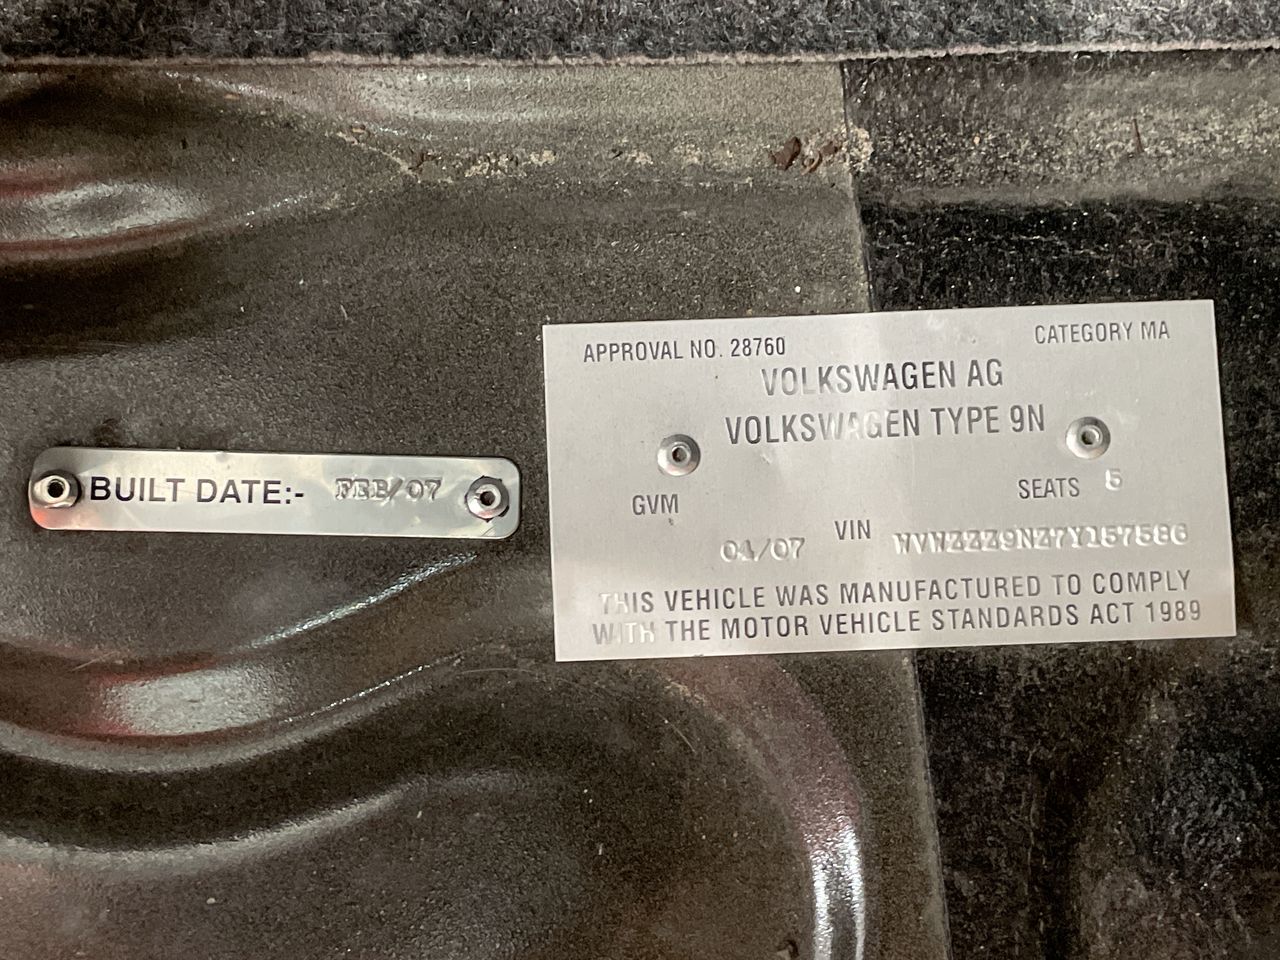 BUILT DATE:- FEB/07
APPROVAL NO. 28760
CATEGORY MA
VOLKSWAGEN AG
VOLKSWAGEN TYPE 9N
GVM
SEATS 5
04/07
VIN WVWZZZ9NZ7Y157586
THIS VEHICLE WAS MANUFACTURED TO COMPLY
WITH THE MOTOR VEHICLE STANDARDS ACT 1989